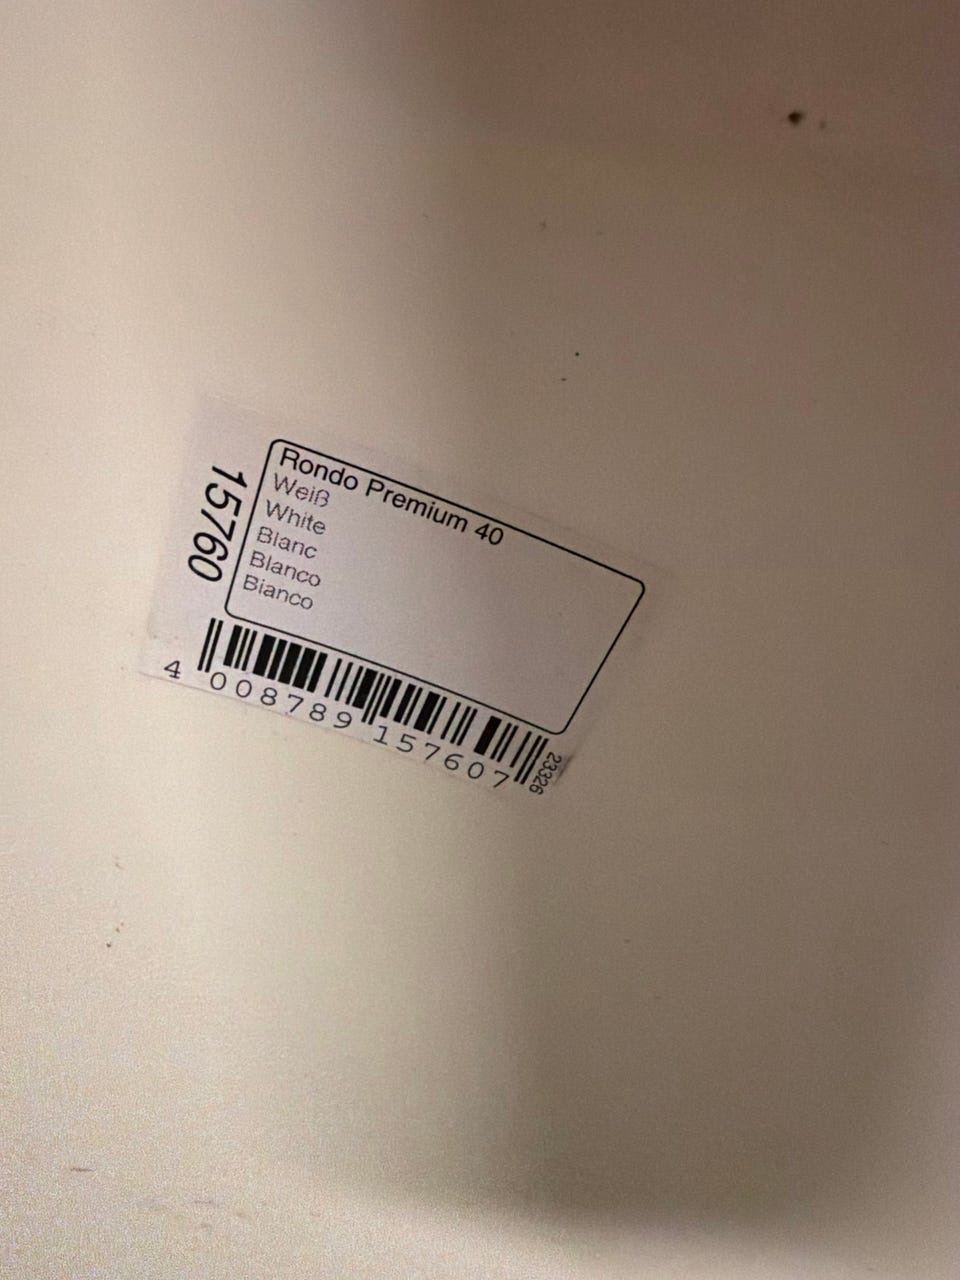 15760
Rondo Premium 40
Weiß
White
Blanc
Blanco
Bianco
4 008789 157607
23326